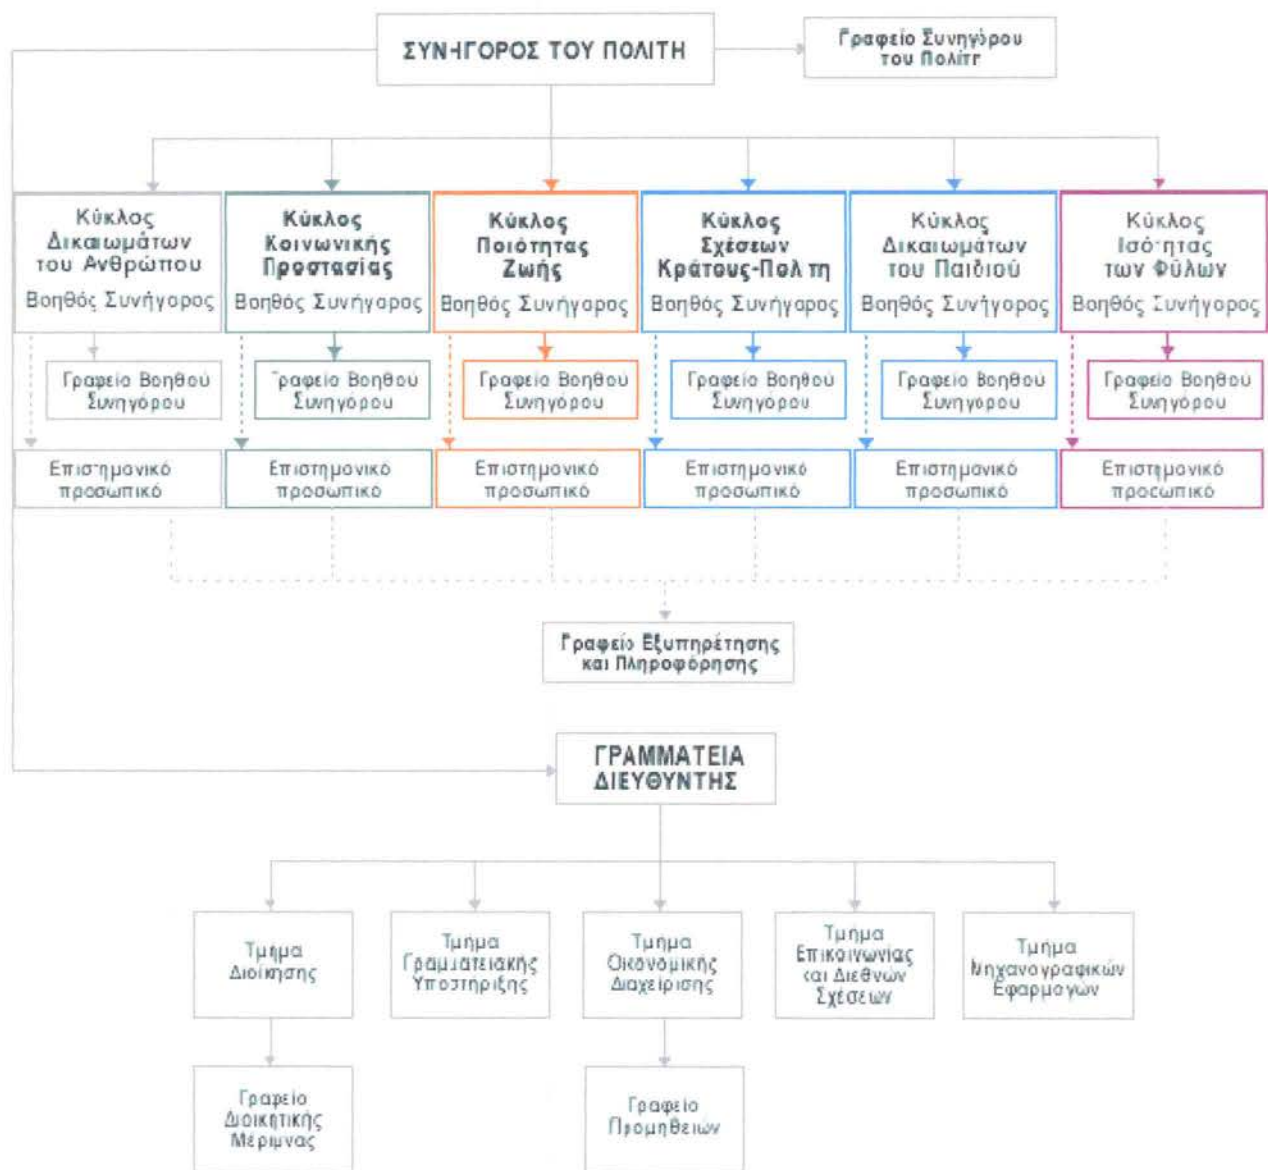 ΣΥΝΗΓΟΡΟΣ ΤΟΥ ΠΟΛΙΤΗ
Γραφείο Συνηγόρου
του Πολίτη
Κύκλος
Δικαιωμάτων
του Ανθρώπου
Βοηθός Συνήγορος
Κύκλος
Κοινωνικής
Προστασίας
Βοηθός Συνήγορος
Κύκλος
Ποιότητας
Ζωής
Βοηθός Συνήγορος
Κύκλος
Σχέσεων
Κράτους-Πολίτη
Βοηθός Συνήγορος
Κύκλος
Δικαιωμάτων
του Παιδιού
Βοηθός Συνήγορος
Κύκλος
Ισότητας
των Φύλων
Βοηθός Συνήγορος
Γραφείο Βοηθού
Συνηγόρου
Γραφείο Βοηθού
Συνηγόρου
Γραφείο Βοηθού
Συνηγόρου
Γραφείο Βοηθού
Συνηγόρου
Γραφείο Βοηθού
Συνηγόρου
Γραφείο Βοηθού
Συνηγόρου
Επιστημονικό
προσωπικό
Επιστημονικό
προσωπικό
Επιστημονικό
προσωπικό
Επιστημονικό
προσωπικό
Επιστημονικό
προσωπικό
Επιστημονικό
προσωπικό
Γραφείο Εξυπηρέτησης
και Πληροφόρησης
ΓΡΑΜΜΑΤΕΙΑ
ΔΙΕΥΘΥΝΤΗΣ
Τμήμα
Διοίκησης
Τμήμα
Γραμματειακής
Υποστήριξης
Τμήμα
Οικονομικής
Διαχείρισης
Τμήμα
Επικοινωνίας
και Διεθνών
Σχέσεων
Τμήμα
Μηχανογραφικών
Εφαρμογών
Γραφείο
Διοικητικής
Μέριμνας
Γραφείο
Προμηθειών